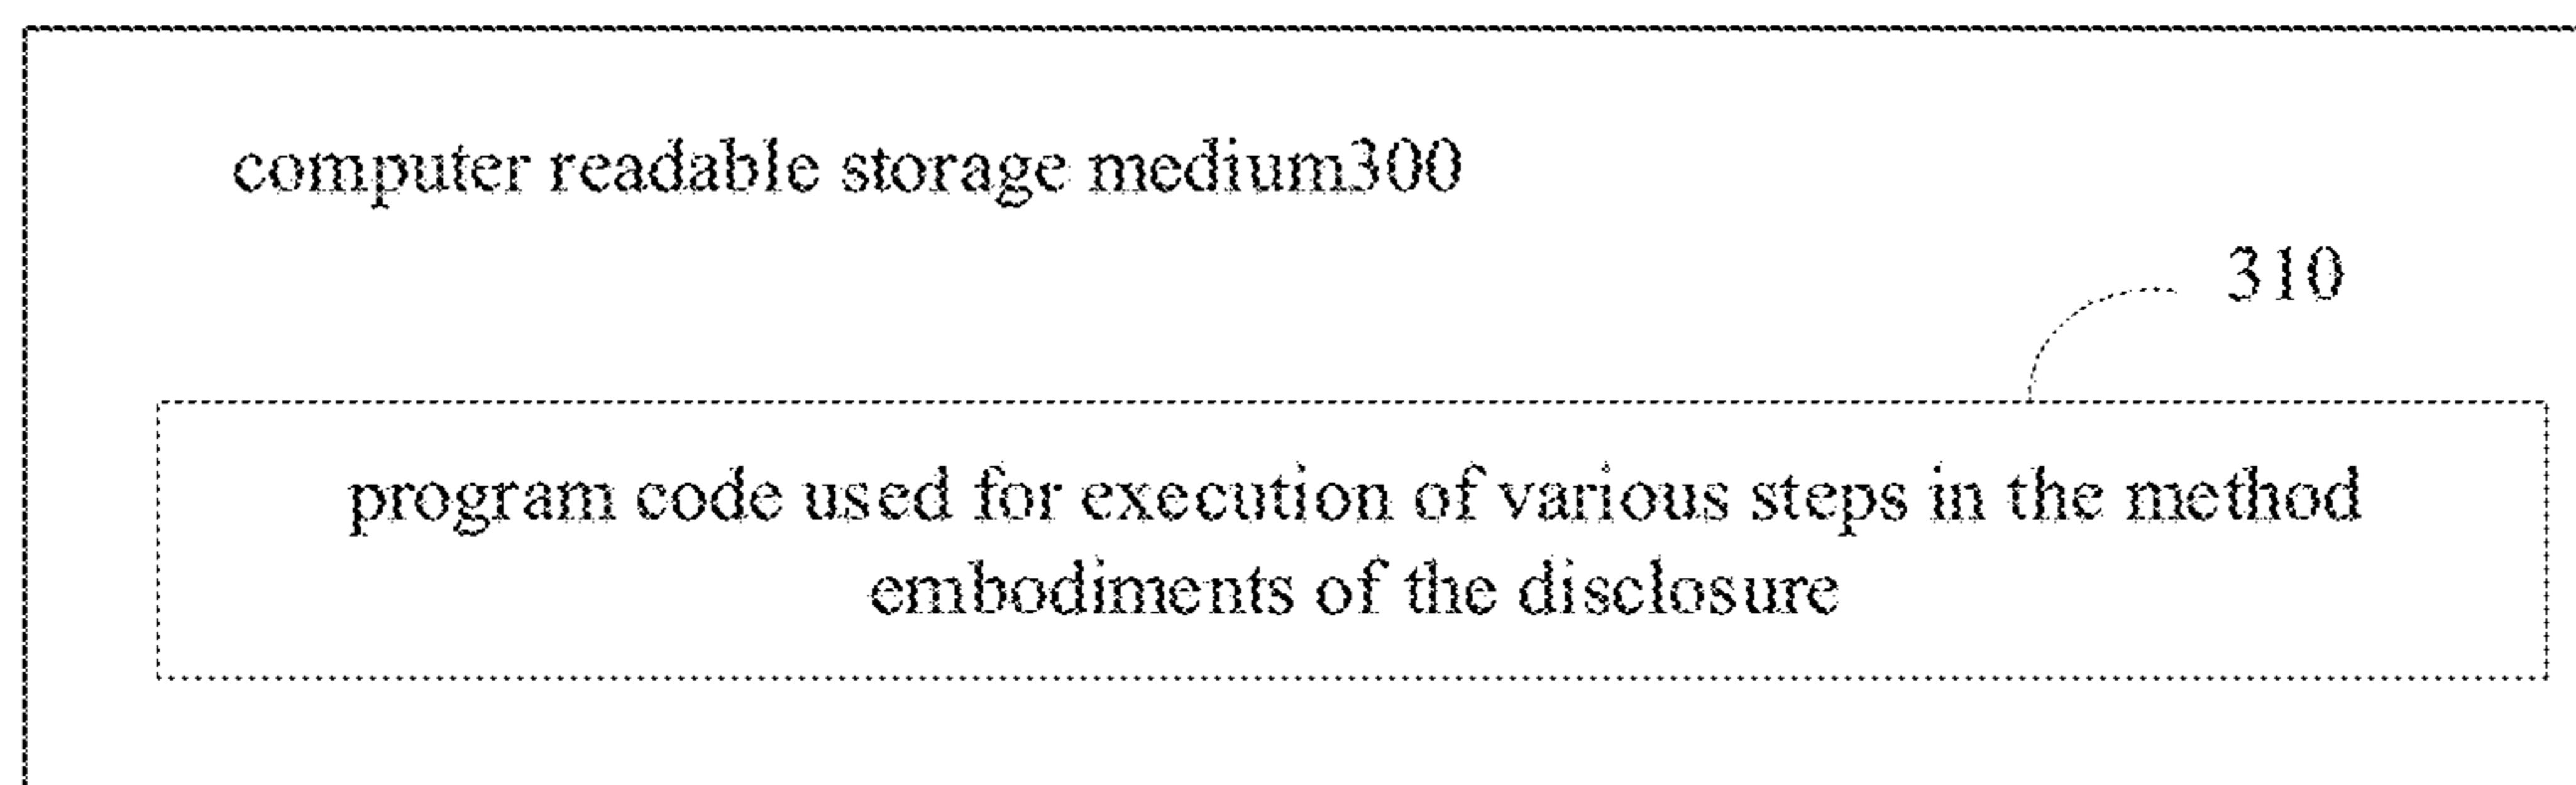 computer readable storage medium300
310
program code used for execution of various steps in the method
embodiments of the disclosure